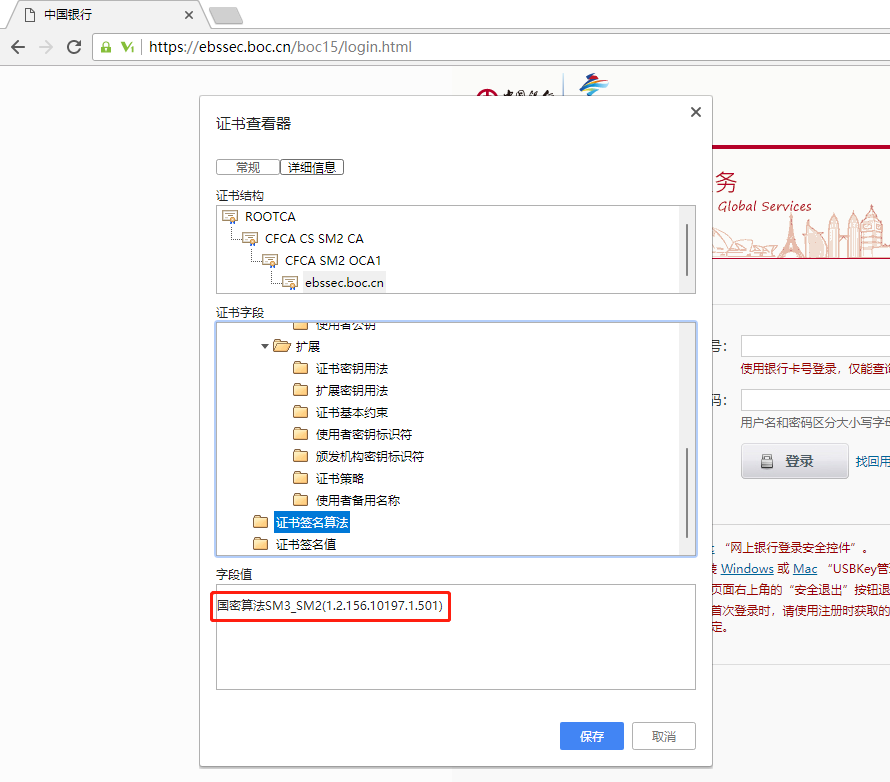 中国银行
https://ebssec.boc.cn/boc15/login.html
证书查看器
常规 详细信息
证书结构
ROOTCA
CFCA CS SM2 CA
CFCA SM2 OCA1
ebssec.boc.cn
证书字段
使用者公钥
扩展
证书密钥用法
扩展密钥用法
证书基本约束
使用者密钥标识符
颁发机构密钥标识符
证书策略
使用者备用名称
证书签名算法
证书签名值
字段值
国密算法SM3_SM2(1.2.156.10197.1.501)
保存 取消
务
Global Services
号：
使用银行卡号登录，仅能查
码：
用户名和密码区分大小写字
登录 找回用
“网上银行登录安全控件”。
Windows 或 Mac “USBKey管
页面右上角的“安全退出”按钮退
首次登录时，请使用注册时获取的
定。